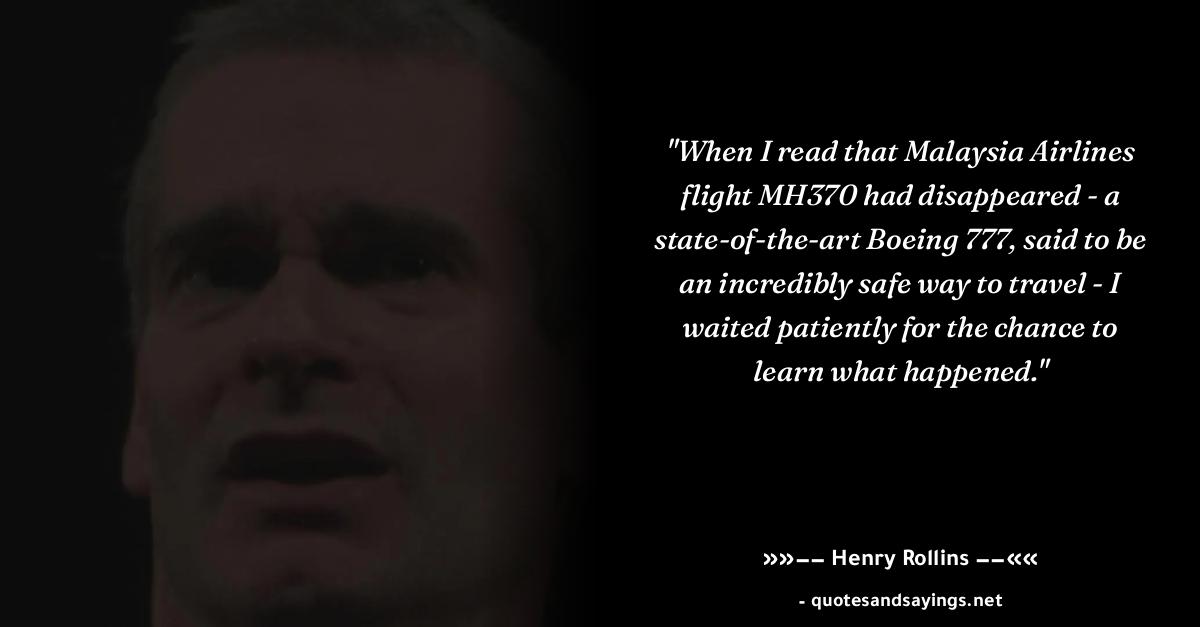 "When I read that Malaysia Airlines
flight MH370 had disappeared - a
state-of-the-art Boeing 777, said to be
an incredibly safe way to travel - I
waited patiently for the chance to
learn what happened."
»»−− Henry Rollins −−««
- quotesandsayings.net